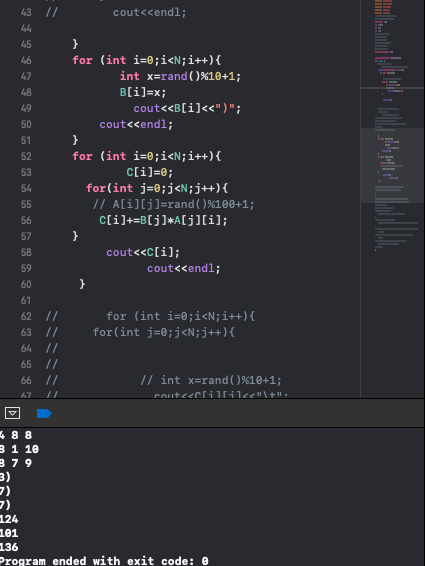 43 //        cout<<endl;
44
45    }
46    for (int i=0;i<N;i++){
47           int x=rand()%10+1;
48           B[i]=x;
49             cout<<B[i]<<")";
50        cout<<endl;
51    }
52    for (int i=0;i<N;i++){
53            C[i]=0;
54      for(int j=0;j<N;j++){
55       // A[i][j]=rand()%100+1;
56        C[i]+=B[j]*A[j][i];
57    }
58         cout<<C[i];
59               cout<<endl;
60     }
61
62 //       for (int i=0;i<N;i++){
63 //     for(int j=0;j<N;j++){
64 //
65 //
66 //            // int x=rand()%10+1;
67 //              cout<<C[i][j]<<"\t";
4 8 8
8 1 10
8 7 9
3)
7)
7)
124
101
136
Program ended with exit code: 0